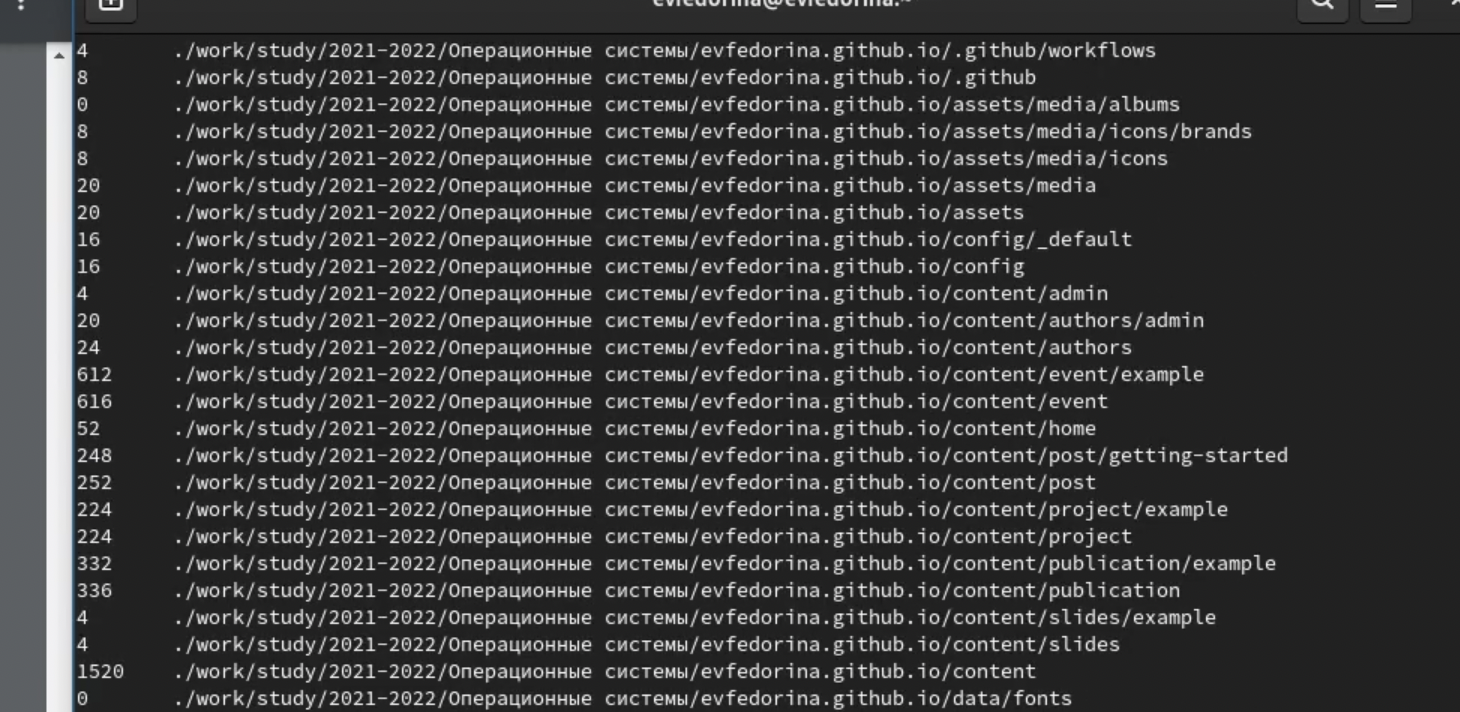 4 ./work/study/2021-2022/Операционные системы/evfedorina.github.io/.github/workflows
8 ./work/study/2021-2022/Операционные системы/evfedorina.github.io/.github
0 ./work/study/2021-2022/Операционные системы/evfedorina.github.io/assets/media/albums
8 ./work/study/2021-2022/Операционные системы/evfedorina.github.io/assets/media/icons/brands
8 ./work/study/2021-2022/Операционные системы/evfedorina.github.io/assets/media/icons
20 ./work/study/2021-2022/Операционные системы/evfedorina.github.io/assets/media
20 ./work/study/2021-2022/Операционные системы/evfedorina.github.io/assets
16 ./work/study/2021-2022/Операционные системы/evfedorina.github.io/config/_default
16 ./work/study/2021-2022/Операционные системы/evfedorina.github.io/config
4 ./work/study/2021-2022/Операционные системы/evfedorina.github.io/content/admin
20 ./work/study/2021-2022/Операционные системы/evfedorina.github.io/content/authors/admin
24 ./work/study/2021-2022/Операционные системы/evfedorina.github.io/content/authors
612 ./work/study/2021-2022/Операционные системы/evfedorina.github.io/content/event/example
616 ./work/study/2021-2022/Операционные системы/evfedorina.github.io/content/event
52 ./work/study/2021-2022/Операционные системы/evfedorina.github.io/content/home
248 ./work/study/2021-2022/Операционные системы/evfedorina.github.io/content/post/getting-started
252 ./work/study/2021-2022/Операционные системы/evfedorina.github.io/content/post
224 ./work/study/2021-2022/Операционные системы/evfedorina.github.io/content/project/example
224 ./work/study/2021-2022/Операционные системы/evfedorina.github.io/content/project
332 ./work/study/2021-2022/Операционные системы/evfedorina.github.io/content/publication/example
336 ./work/study/2021-2022/Операционные системы/evfedorina.github.io/content/publication
4 ./work/study/2021-2022/Операционные системы/evfedorina.github.io/content/slides/example
4 ./work/study/2021-2022/Операционные системы/evfedorina.github.io/content/slides
1520 ./work/study/2021-2022/Операционные системы/evfedorina.github.io/content
0 ./work/study/2021-2022/Операционные системы/evfedorina.github.io/data/fonts